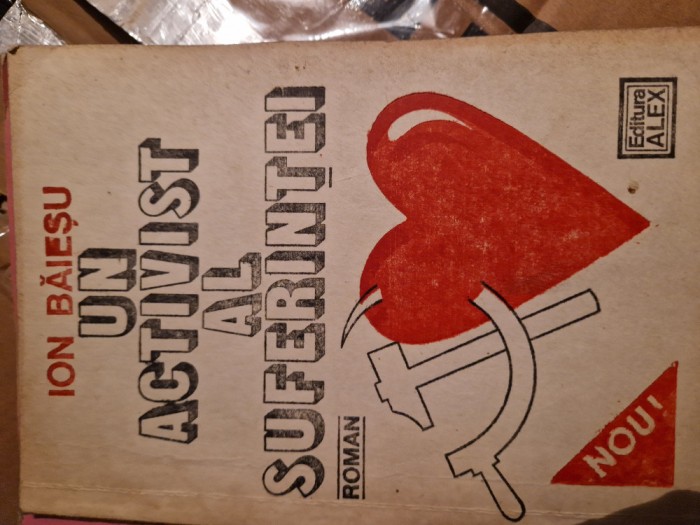 ION BĂIEȘU
UN
ACTIVIST
AL
SUFERINȚEI
ROMAN
Editura
ALEX
NOU!